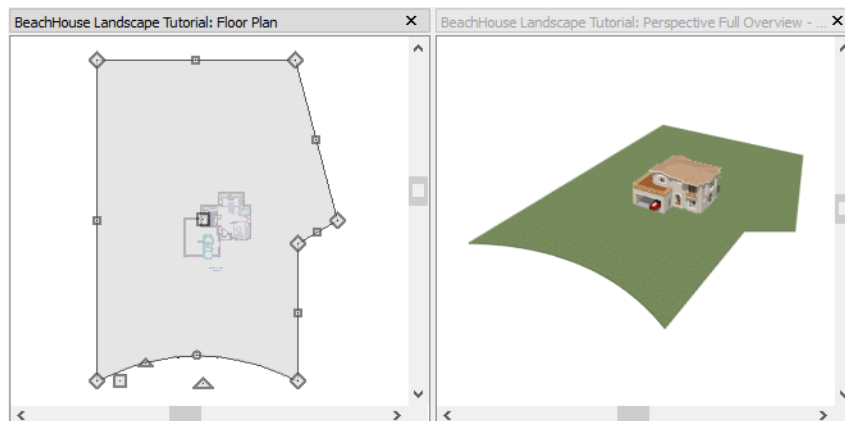 BeachHouse Landscape Tutorial: Floor Plan
BeachHouse Landscape Tutorial: Perspective Full Overview - ...